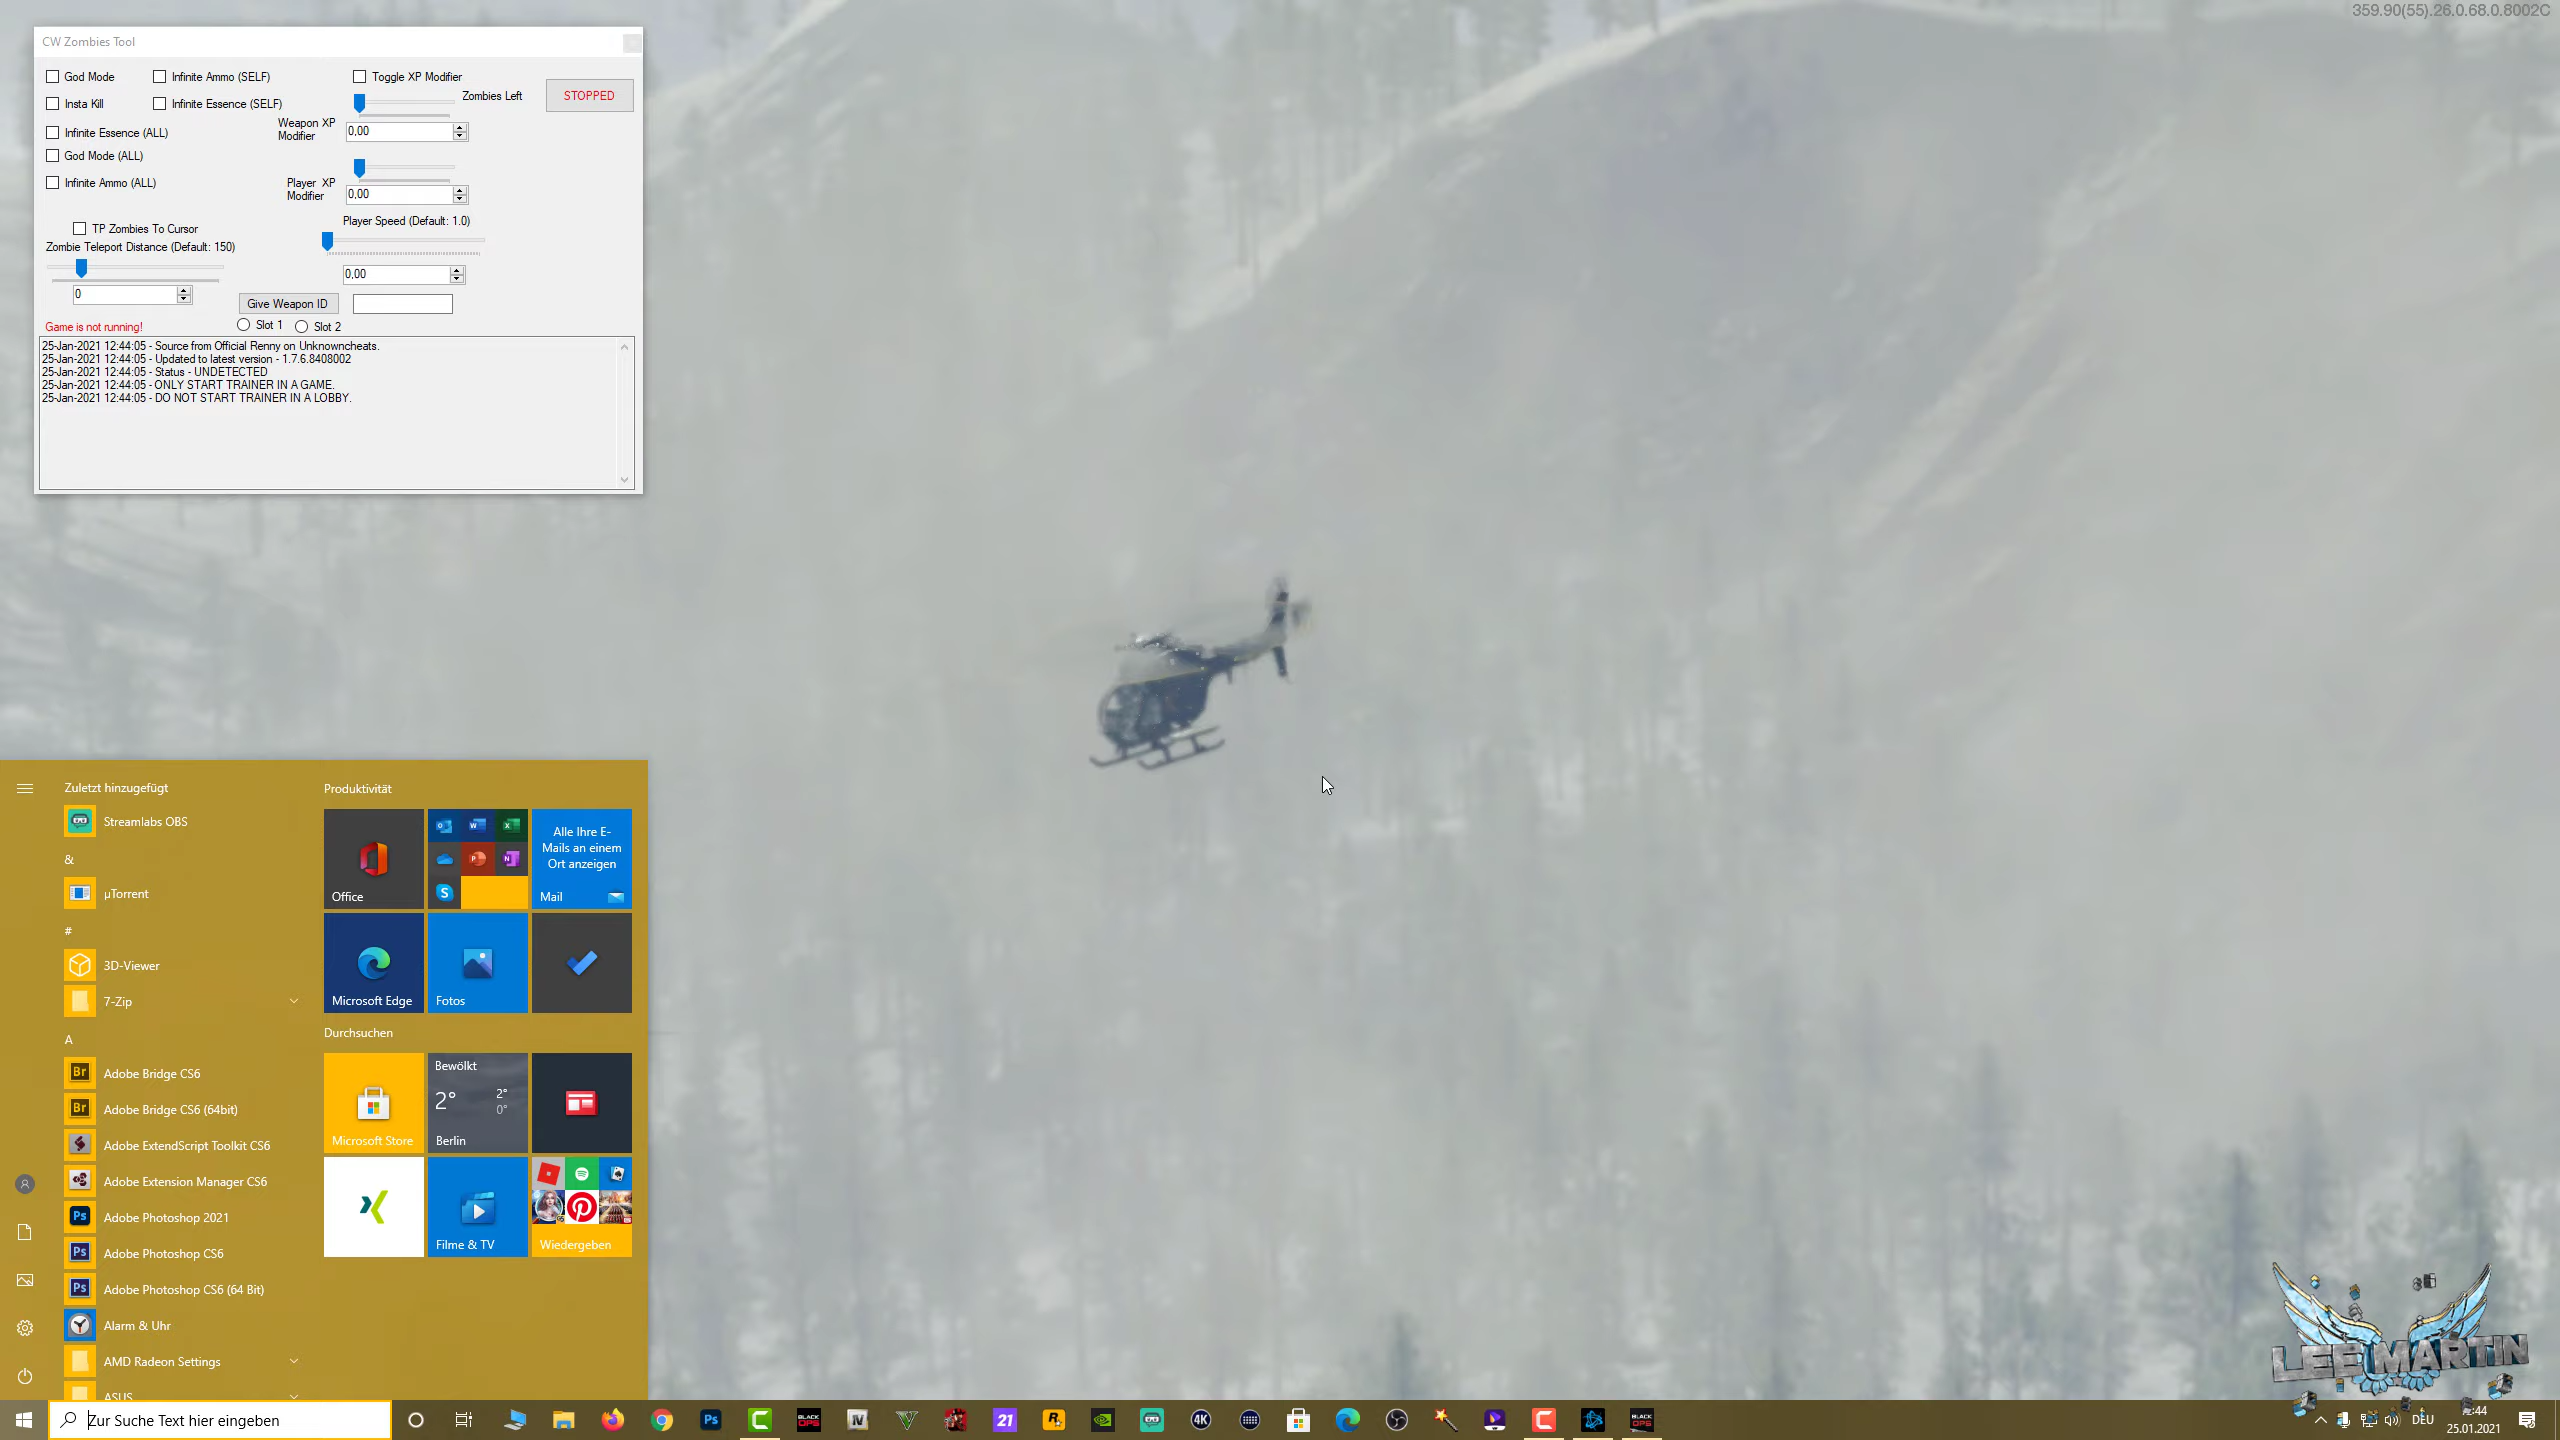 359.90(55).26.0.68.0.8002C
CW Zombies Tool
God Mode
Infinite Ammo (SELF)
Toggle XP Modifier
Insta Kill
Infinite Essence (SELF)
Zombies Left
STOPPED
Infinite Essence (ALL)
Weapon XP
Modifier
0,00
God Mode (ALL)
Infinite Ammo (ALL)
Player XP
Modifier
0,00
Player Speed (Default: 1.0)
TP Zombies To Cursor
Zombie Teleport Distance (Default: 150)
0,00
0
Give Weapon ID
Game is not running!
Slot 1
Slot 2
25-Jan-2021 12:44:05 - Source from Official Renny on Unknowncheats.
25-Jan-2021 12:44:05 - Updated to latest version - 1.7.6.8408002
25-Jan-2021 12:44:05 - Status - UNDETECTED
25-Jan-2021 12:44:05 - ONLY START TRAINER IN A GAME.
25-Jan-2021 12:44:05 - DO NOT START TRAINER IN A LOBBY.
Zuletzt hinzugefügt
Streamlabs OBS
&
µTorrent
#
3D-Viewer
7-Zip
A
Adobe Bridge CS6
Adobe Bridge CS6 (64bit)
Adobe ExtendScript Toolkit CS6
Adobe Extension Manager CS6
Adobe Photoshop 2021
Adobe Photoshop CS6
Adobe Photoshop CS6 (64 Bit)
Alarm & Uhr
AMD Radeon Settings
ASUS
Produktivität
Office
Alle Ihre E-
Mails an einem
Ort anzeigen
Mail
Microsoft Edge
Fotos
Durchsuchen
Microsoft Store
Bewölkt
2°
2°
0°
Berlin
Filme & TV
Wiedergeben
LEE MARTIN
Zur Suche Text hier eingeben
Ps
BLACK OPS
IV
V
21
R
4K
BLACK OPS
DEU
25.01.2021